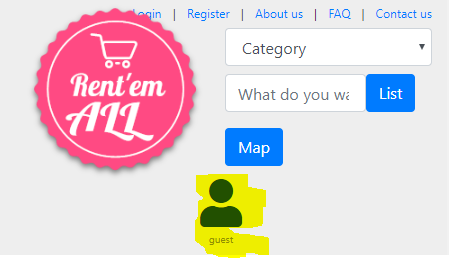 Login | Register | About us | FAQ | Contact us
Rent'em
ALL
Category
What do you wa
List
Map
guest